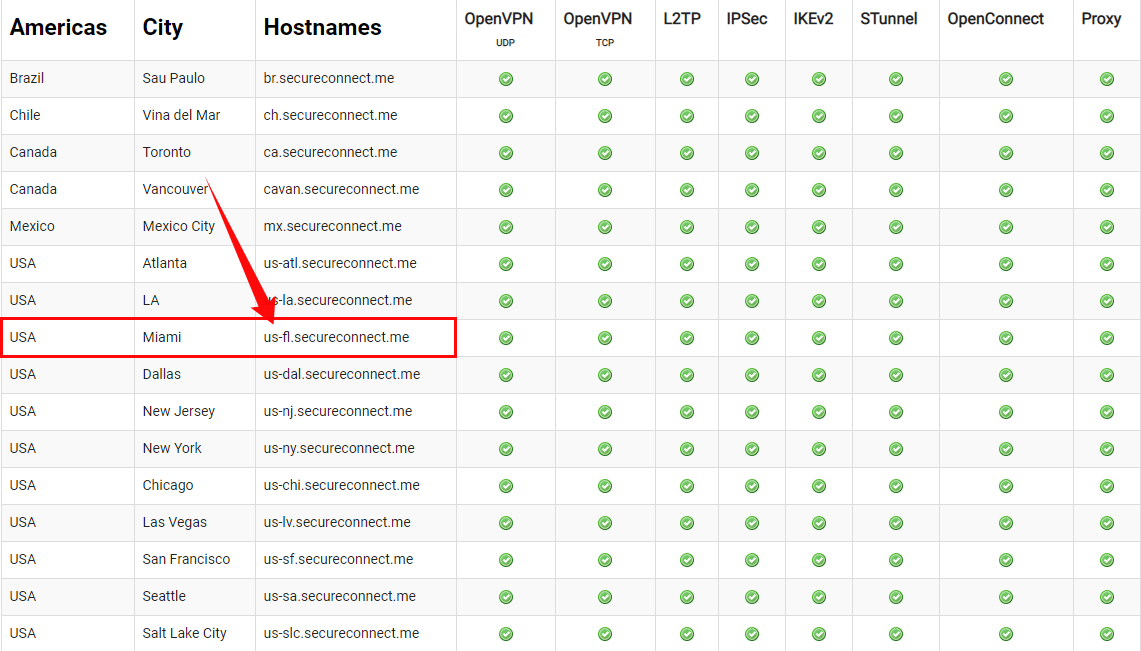 Americas City Hostnames OpenVPN UDP OpenVPN TCP L2TP IPSec IKEv2 STunnel OpenConnect Proxy
Brazil Sau Paulo br.secureconnect.me
Chile Vina del Mar ch.secureconnect.me
Canada Toronto ca.secureconnect.me
Canada Vancouver cavan.secureconnect.me
Mexico Mexico City mx.secureconnect.me
USA Atlanta us-atl.secureconnect.me
USA LA us-la.secureconnect.me
USA Miami us-fl.secureconnect.me
USA Dallas us-dal.secureconnect.me
USA New Jersey us-nj.secureconnect.me
USA New York us-ny.secureconnect.me
USA Chicago us-chi.secureconnect.me
USA Las Vegas us-lv.secureconnect.me
USA San Francisco us-sf.secureconnect.me
USA Seattle us-sa.secureconnect.me
USA Salt Lake City us-slc.secureconnect.me